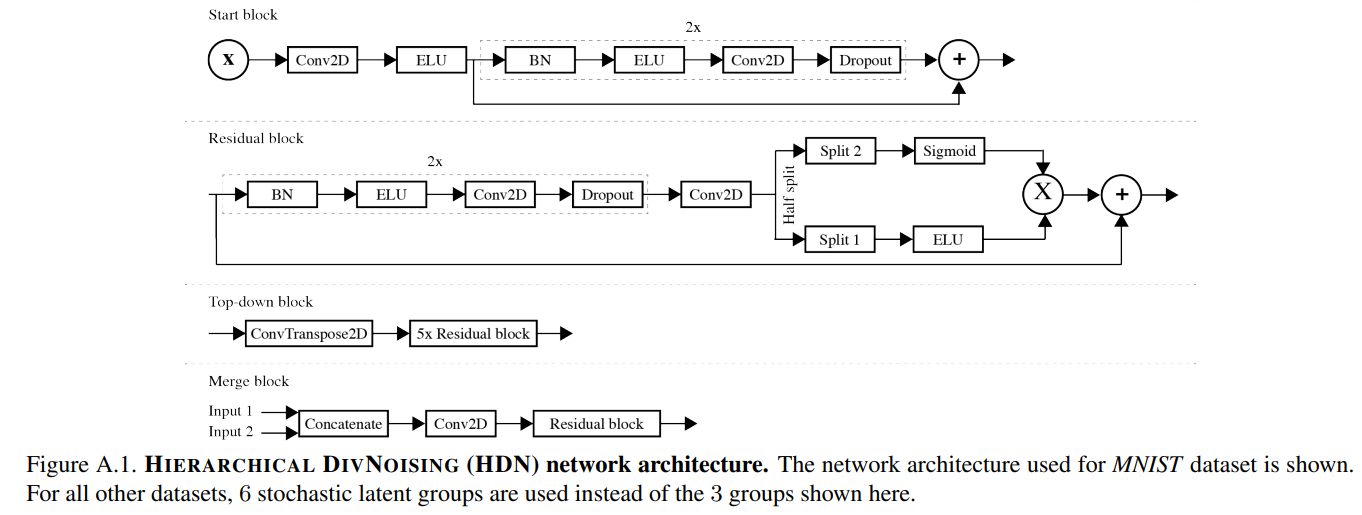 Start block
2x
X
Conv2D
ELU
BN
ELU
Conv2D
Dropout
+
Residual block
2x
BN
ELU
Conv2D
Dropout
Conv2D
Half split
Split 2
Sigmoid
Split 1
ELU
X
+
Top-down block
ConvTranspose2D
5x Residual block
Merge block
Input 1
Input 2
Concatenate
Conv2D
Residual block
Figure A.1. HIERARCHICAL DIVNOISING (HDN) network architecture. The network architecture used for MNIST dataset is shown.
For all other datasets, 6 stochastic latent groups are used instead of the 3 groups shown here.